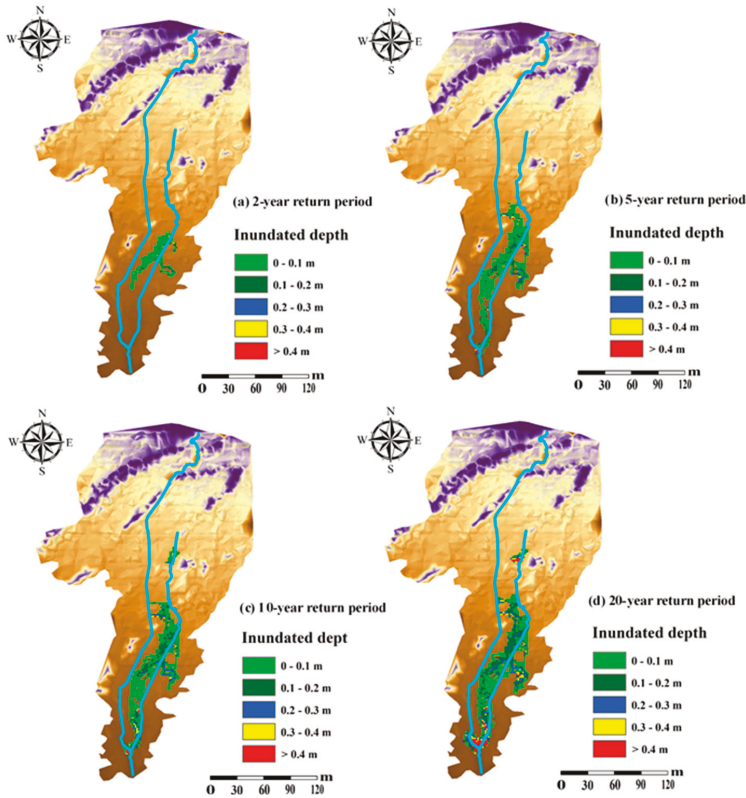 N
W E
S
(a) 2-year return period
Inundated depth
0 - 0.1 m
0.1 - 0.2 m
0.2 - 0.3 m
0.3 - 0.4 m
> 0.4 m
m
0 30 60 90 120
N
W E
S
(b) 5-year return period
Inundated depth
0 - 0.1 m
0.1 - 0.2 m
0.2 - 0.3 m
0.3 - 0.4 m
> 0.4 m
m
0 30 60 90 120
N
W E
S
(c) 10-year return period
Inundated dept
0 - 0.1 m
0.1 - 0.2 m
0.2 - 0.3 m
0.3 - 0.4 m
> 0.4 m
m
0 30 60 90 120
N
W E
S
(d) 20-year return period
Inundated depth
0 - 0.1 m
0.1 - 0.2 m
0.2 - 0.3 m
0.3 - 0.4 m
> 0.4 m
m
0 30 60 90 120